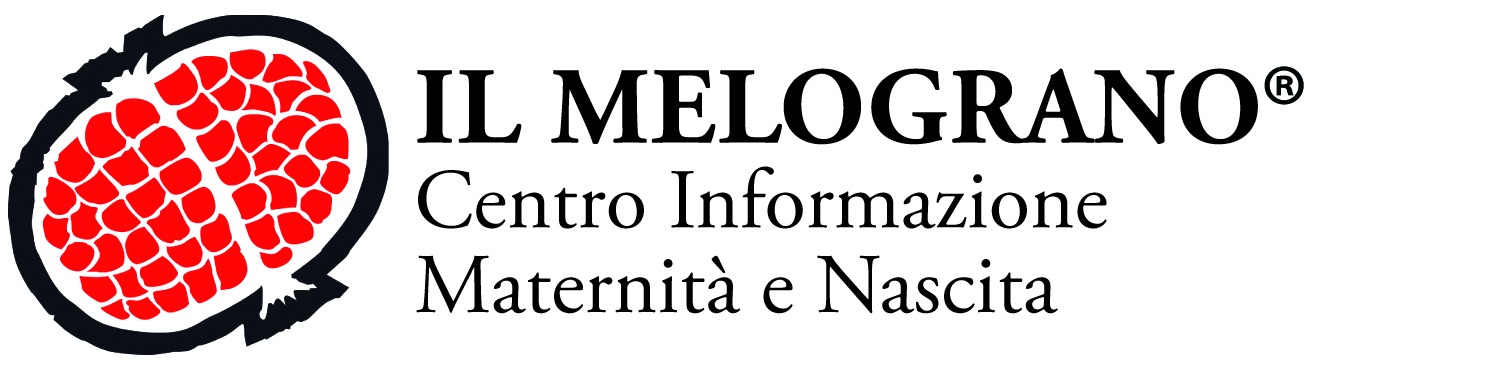 IL MELOGRANO®
Centro Informazione
Maternità e Nascita